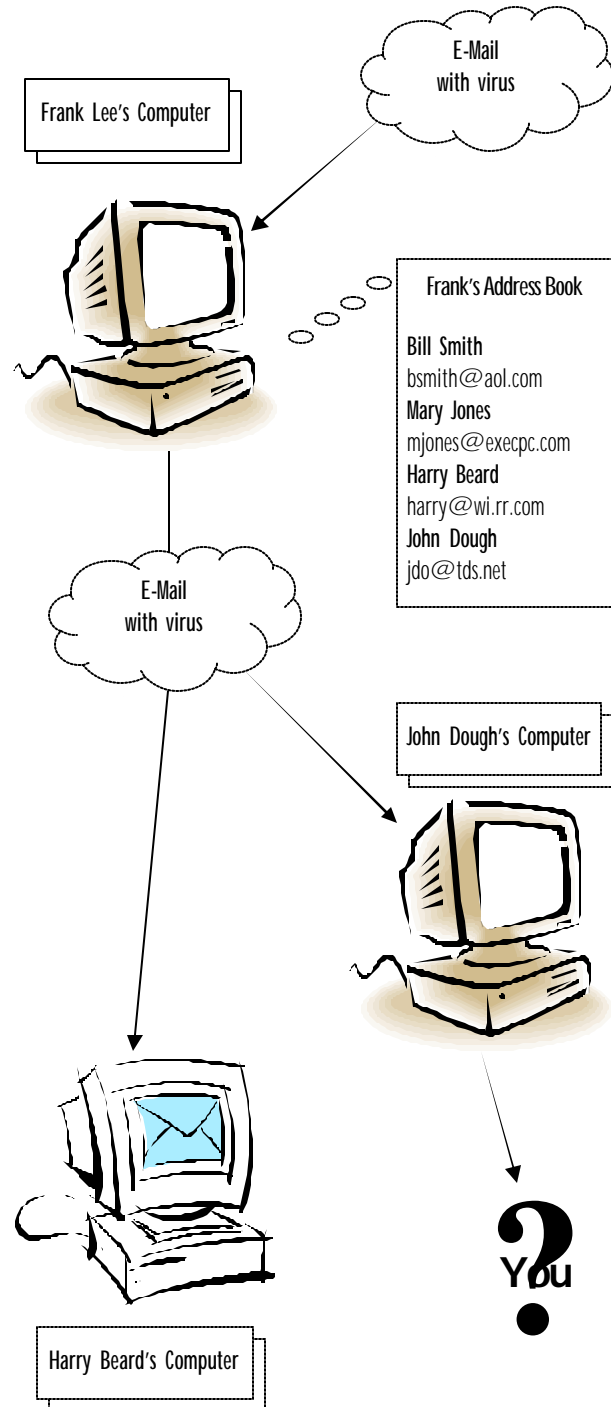 E-Mail
with virus
Frank Lee's Computer
Frank's Address Book
Bill Smith
bsmith@aol.com
Mary Jones
mjones@execpc.com
Harry Beard
harry@wi.rr.com
John Dough
jdo@tds.net
E-Mail
with virus
John Dough's Computer
?
You
Harry Beard's Computer